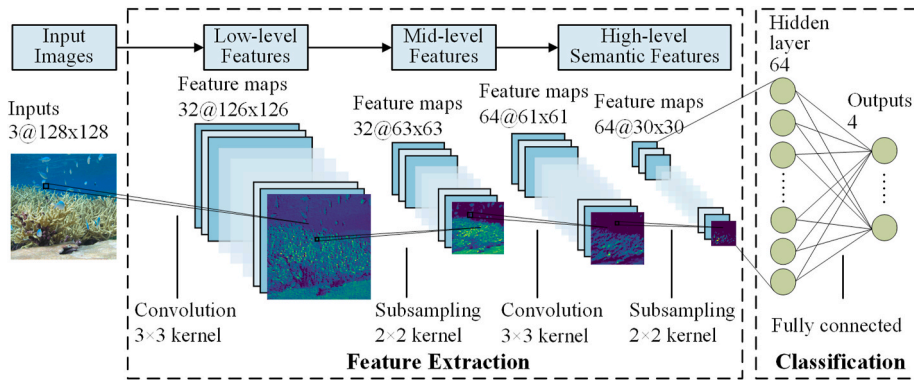 Input
Images
Low-level
Features
Mid-level
Features
High-level
Semantic Features
Hidden
layer
64
Inputs
3@128x128
Feature maps
32@126x126
Feature maps
32@63x63
Feature maps
64@61x61
Feature maps
64@30x30
Outputs
4
Convolution
3×3 kernel
Subsampling
2×2 kernel
Convolution
3×3 kernel
Subsampling
2×2 kernel
Fully connected
Feature Extraction
Classification